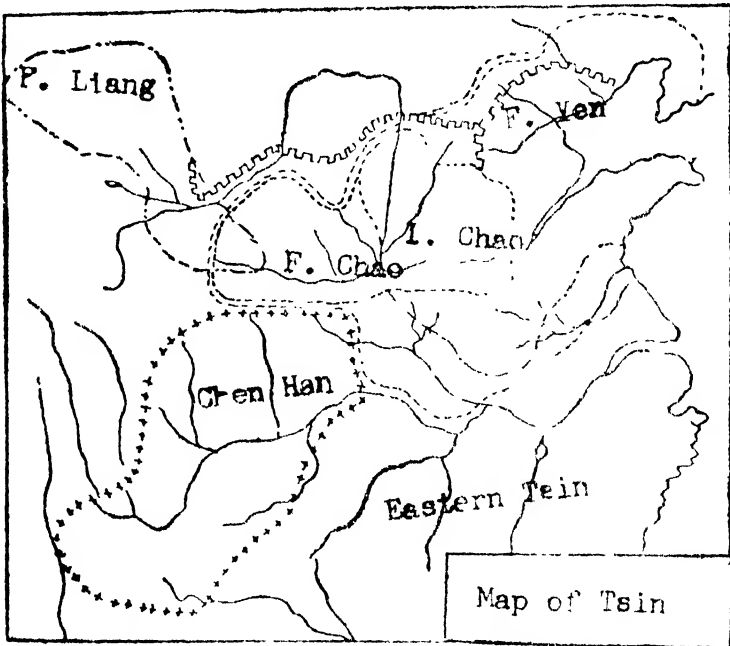 F. Liang
F. Yen
L. Chao
F. Chao
Chen Han
Eastern Tsin
Map of Tsin